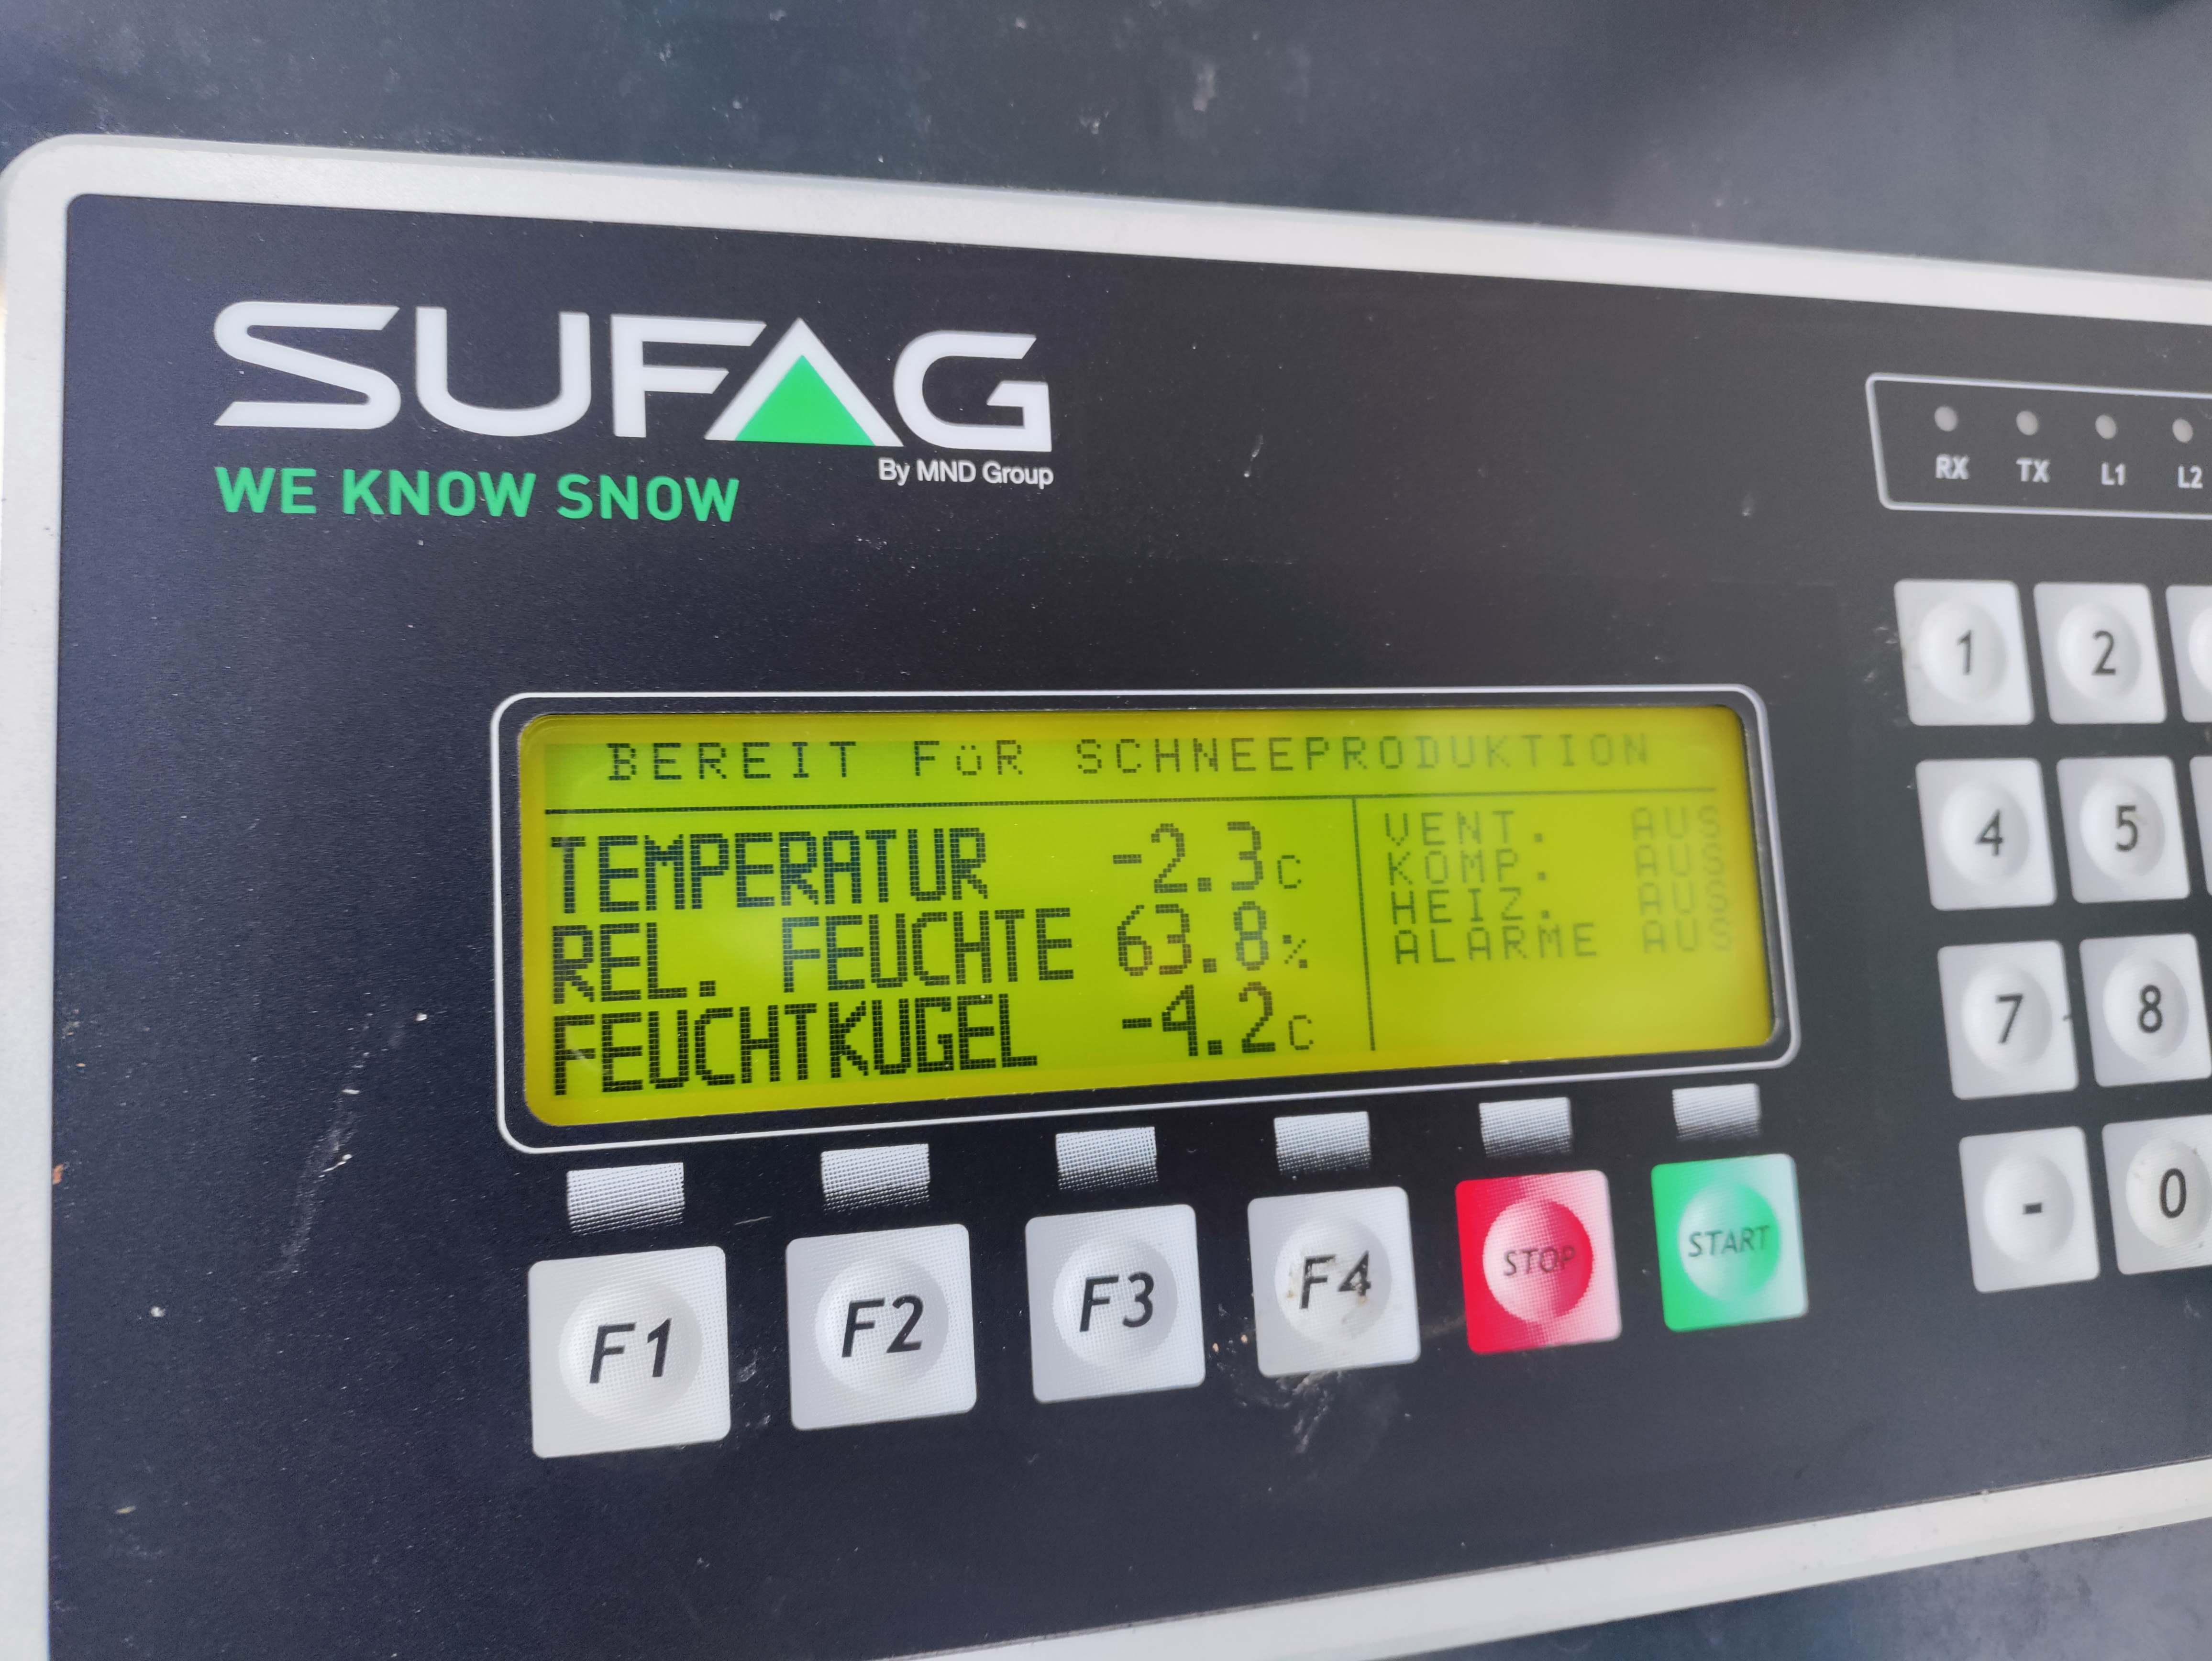 SUFAG
By MND Group
WE KNOW SNOW
RX TX L1 L2
BEREIT FüR SCHNEEPRODUKTION
TEMPERATUR -2.3C
REL. FEUCHTE 63.8%
FEUCHTKUGEL -4.2C
VENT. AUS
KOMP. AUS
HEIZ. AUS
ALARME AUS
F1 F2 F3 F4 STOP START
1 2
4 5
7 8
- 0